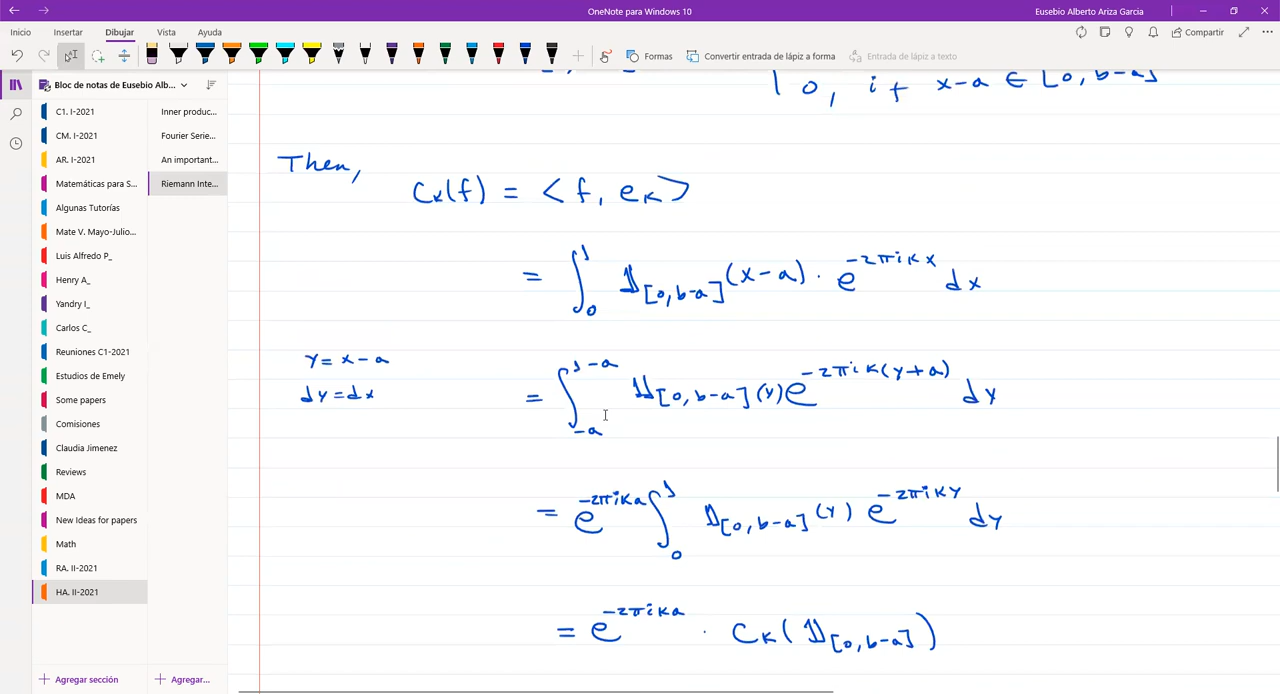 OneNote para Windows 10
Eusebio Alberto Ariza Garcia
Inicio Insertar Dibujar Vista Ayuda
Compartir
Formas Convertir entrada de lápiz a forma Entrada de lápiz a texto
Bloc de notas de Eusebio Alb...
C1. I-2021
CM. I-2021
AR. I-2021
Matemáticas para S...
Algunas Tutorías
Mate V. Mayo-Julio...
Luis Alfredo P_
Henry A_
Yandry I_
Carlos C_
Reuniones C1-2021
Estudios de Emely
Some papers
Comisiones
Claudia Jimenez
Reviews
MDA
New Ideas for papers
Math
RA. II-2021
HA. II-2021
Agregar sección
Inner produc...
Fourier Serie...
An important...
Riemann Inte...
Agregar...
0, if x-a ∈ [0, b-a]
Then,
C_k(f) = <f, e_k>
= ∫_0^1 𝟙_[0,b-a](x-a) · e^{-2πikx} dx
y = x-a
dy = dx
= ∫_{-a}^{1-a} 𝟙_[0,b-a](y) e^{-2πik(y+a)} dy
= e^{-2πika} ∫_0^1 𝟙_[0,b-a](y) e^{-2πiky} dy
= e^{-2πika} · C_k(𝟙_[0,b-a])